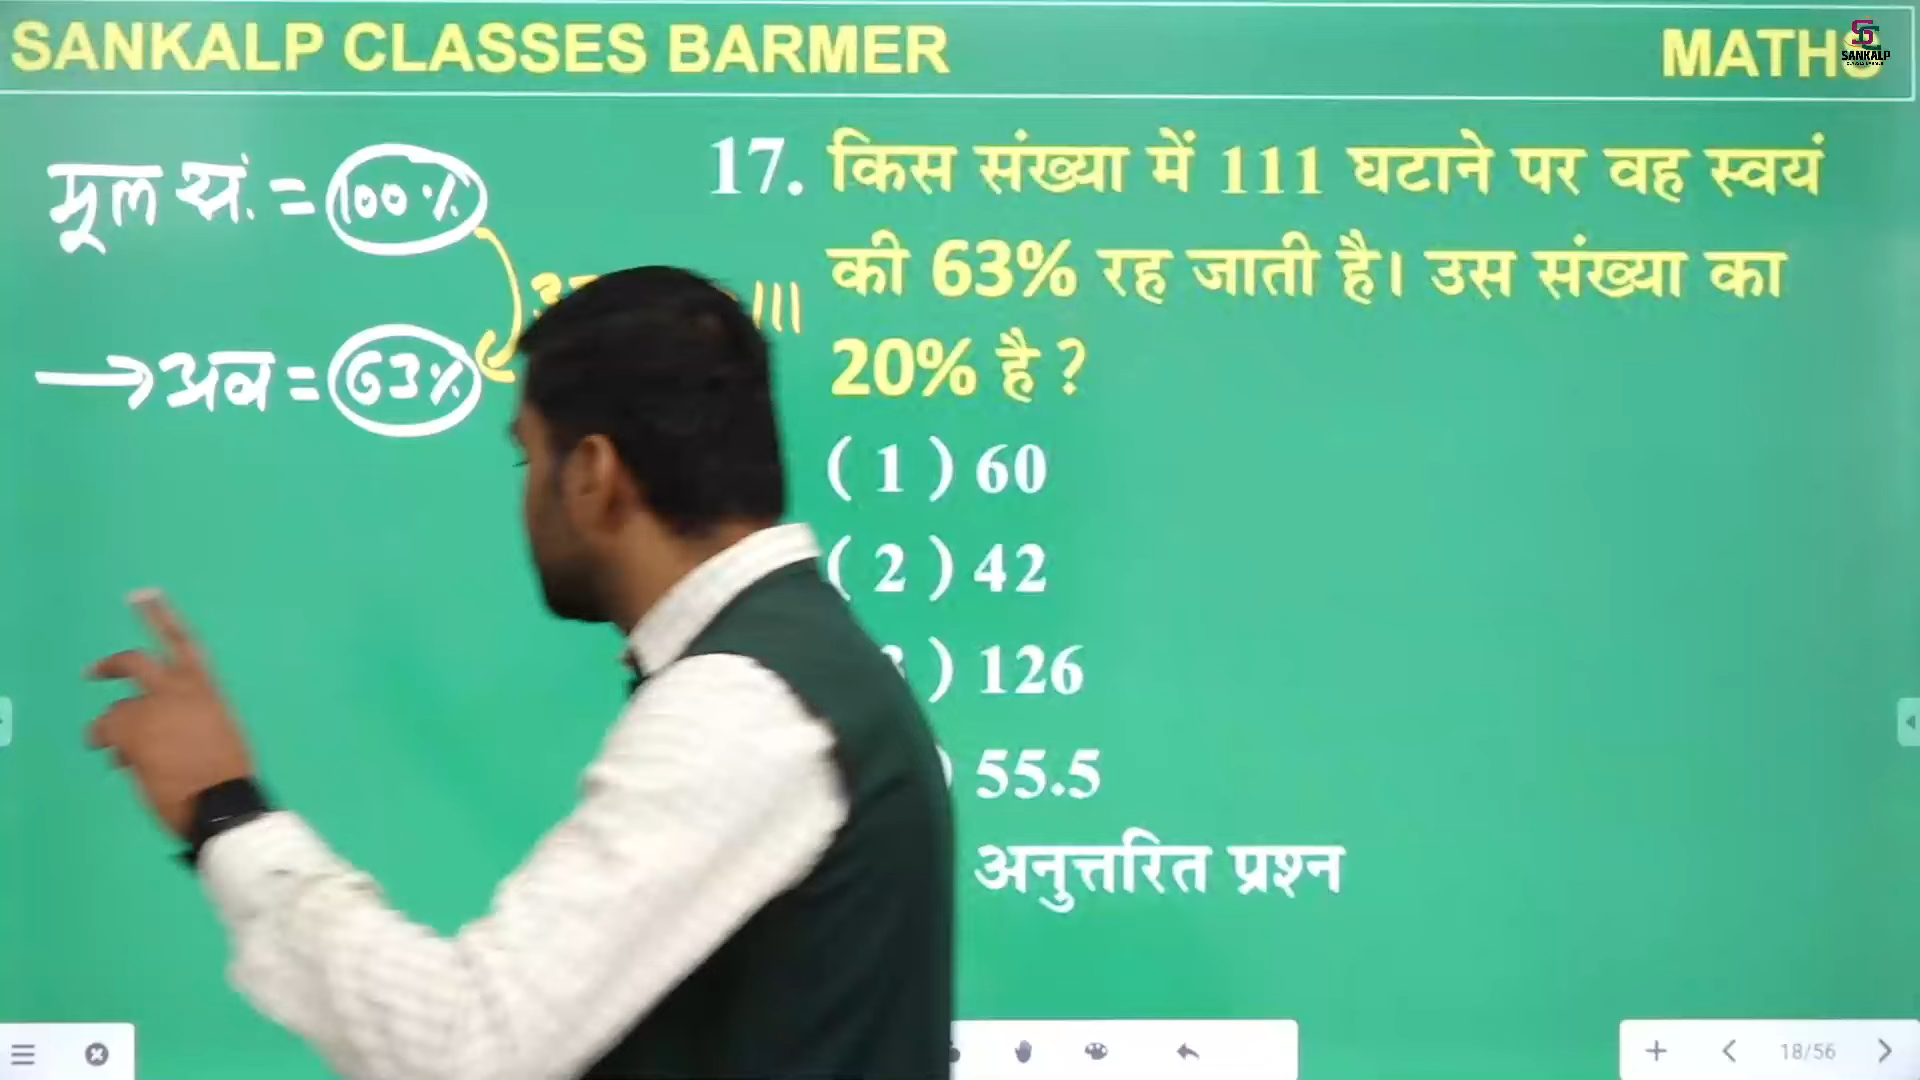 SANKALP CLASSES BARMER
MATHS
SANKALP
17. किस संख्या में 111 घटाने पर वह स्वयं
की 63% रह जाती है। उस संख्या का
20% है ?
( 1 ) 60
( 2 ) 42
) 126
55.5
अनुत्तरित प्रश्न
मूल सं. = 100%
111
→ अब = 63%
18/56